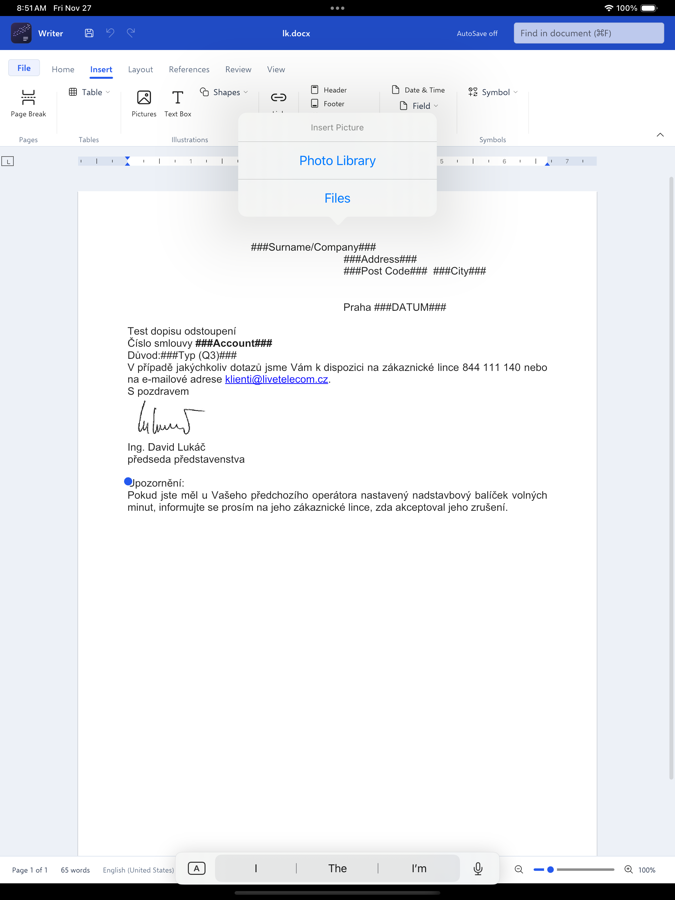 8:51 AM Fri Nov 27 100%
Writer lk.docx AutoSave off Find in document (⌘F)
File Home Insert Layout References Review View
Page Break
Pages
Table
Tables
Pictures
Text Box
Shapes
Illustrations
Header
Footer
Date & Time
Field
Symbol
Symbols
Insert Picture
Photo Library
Files
L
1 5 6 7
###Surname/Company###
###Address###
###Post Code### ###City###
Praha ###DATUM###
Test dopisu odstoupení
Číslo smlouvy ###Account###
Důvod:###Typ (Q3)###
V případě jakýchkoliv dotazů jsme Vám k dispozici na zákaznické lince 844 111 140 nebo
na e-mailové adrese klienti@livetelecom.cz.
S pozdravem
Ing. David Lukáč
předseda představenstva
Upozornění:
Pokud jste měl u Vašeho předchozího operátora nastavený nadstavbový balíček volných
minut, informujte se prosím na jeho zákaznické lince, zda akceptoval jeho zrušení.
Page 1 of 1 65 words English (United States) A I The I'm 100%